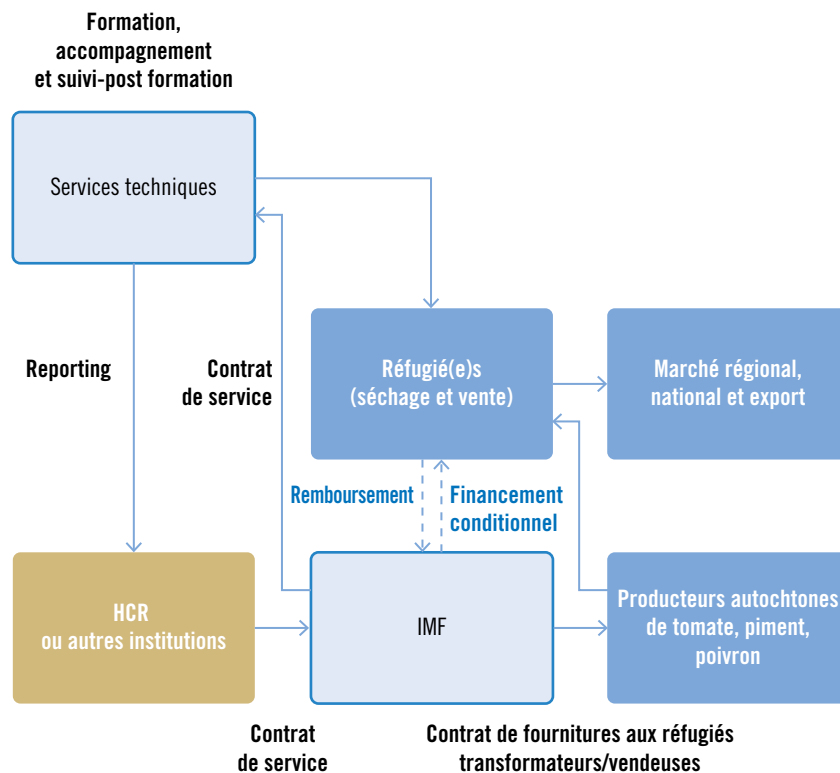 Formation,
accompagnement
et suivi-post formation
Services techniques
Reporting
Contrat
de service
Réfugié(e)s
(séchage et vente)
Marché régional,
national et export
Remboursement
Financement
conditionnel
HCR
ou autres institutions
IMF
Producteurs autochtones
de tomate, piment,
poivron
Contrat
de service
Contrat de fournitures aux réfugiés
transformateurs/vendeuses